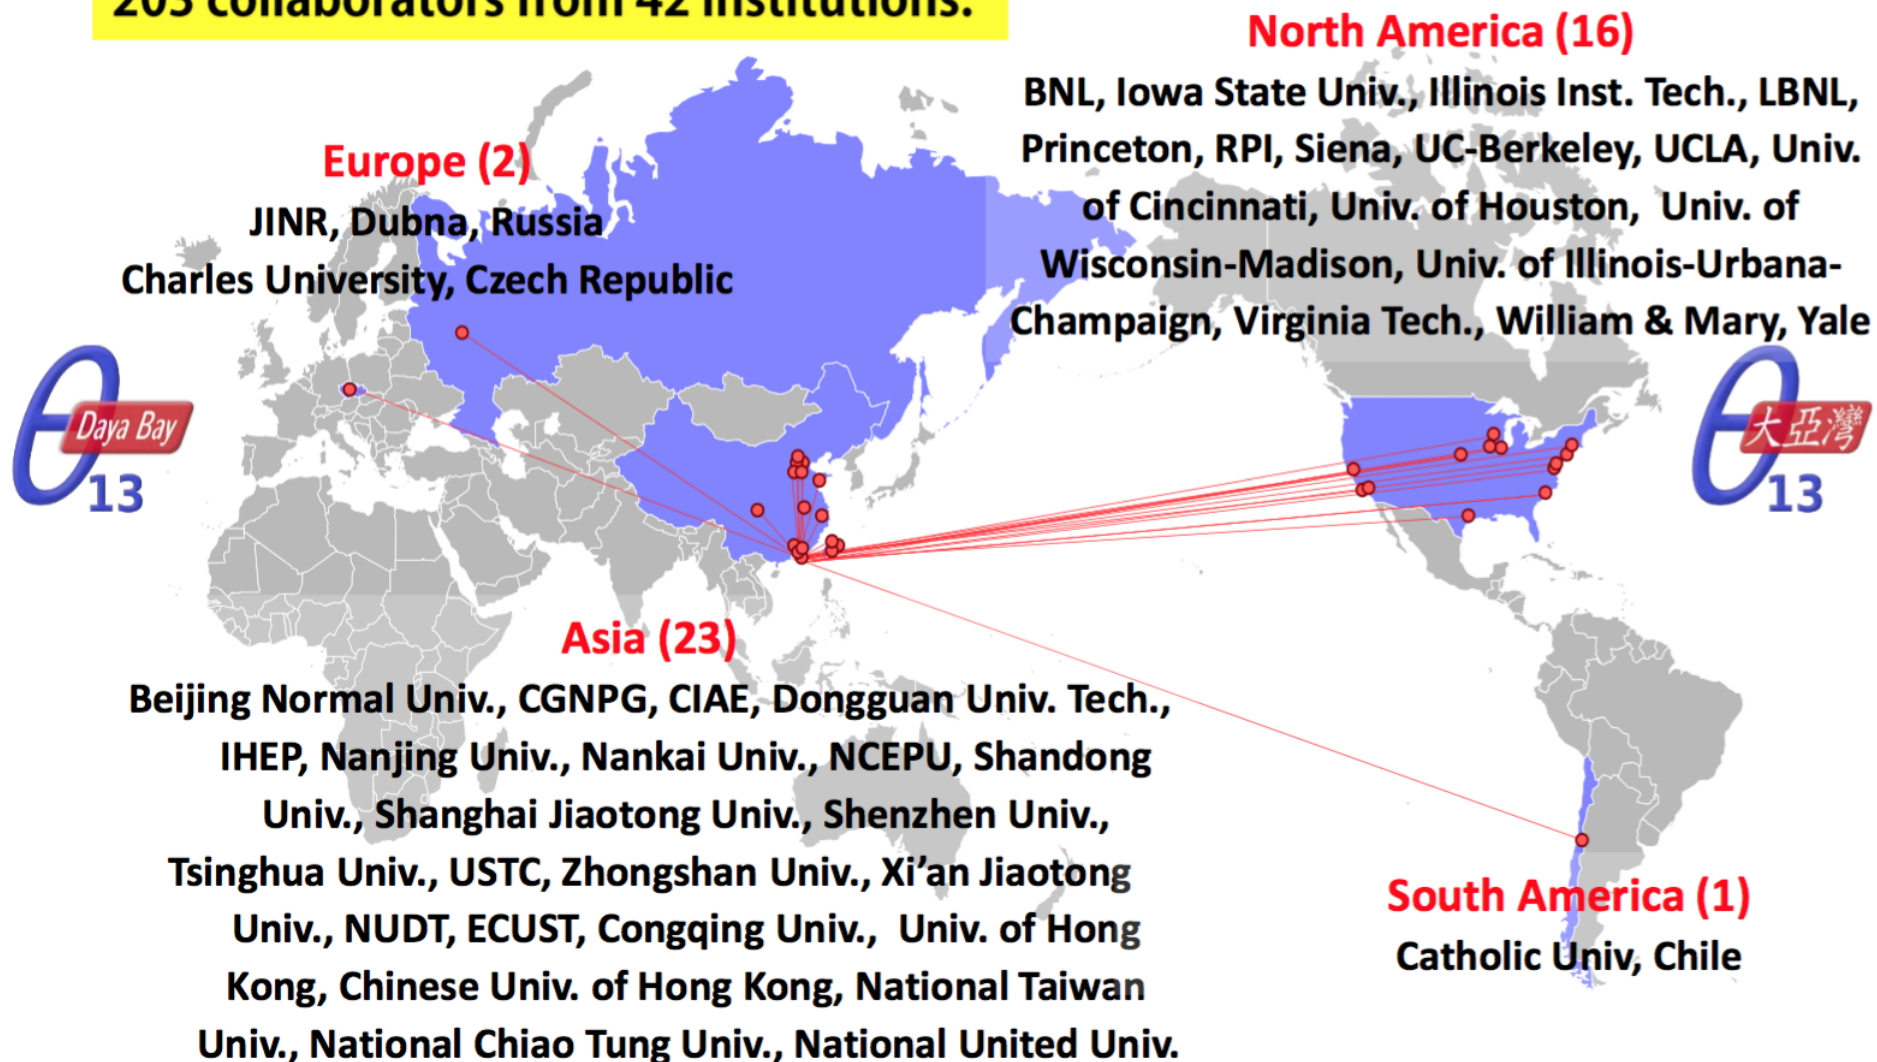 203 collaborators from 42 institutions.
North America (16)
BNL, Iowa State Univ., Illinois Inst. Tech., LBNL,
Princeton, RPI, Siena, UC-Berkeley, UCLA, Univ.
of Cincinnati, Univ. of Houston, Univ. of
Wisconsin-Madison, Univ. of Illinois-Urbana-
Champaign, Virginia Tech., William & Mary, Yale
Europe (2)
JINR, Dubna, Russia
Charles University, Czech Republic
θ
Daya Bay
13
θ
大亞灣
13
Asia (23)
Beijing Normal Univ., CGNPG, CIAE, Dongguan Univ. Tech.,
IHEP, Nanjing Univ., Nankai Univ., NCEPU, Shandong
Univ., Shanghai Jiaotong Univ., Shenzhen Univ.,
Tsinghua Univ., USTC, Zhongshan Univ., Xi’an Jiaotong
Univ., NUDT, ECUST, Congqing Univ., Univ. of Hong
Kong, Chinese Univ. of Hong Kong, National Taiwan
Univ., National Chiao Tung Univ., National United Univ.
South America (1)
Catholic Univ, Chile